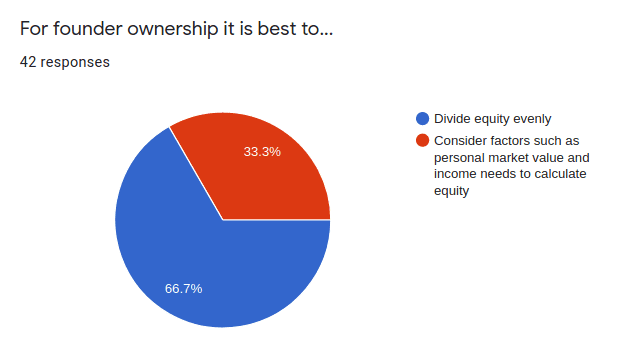 For founder ownership it is best to...
42 responses
33.3%
66.7%
Divide equity evenly
Consider factors such as
personal market value and
income needs to calculate
equity